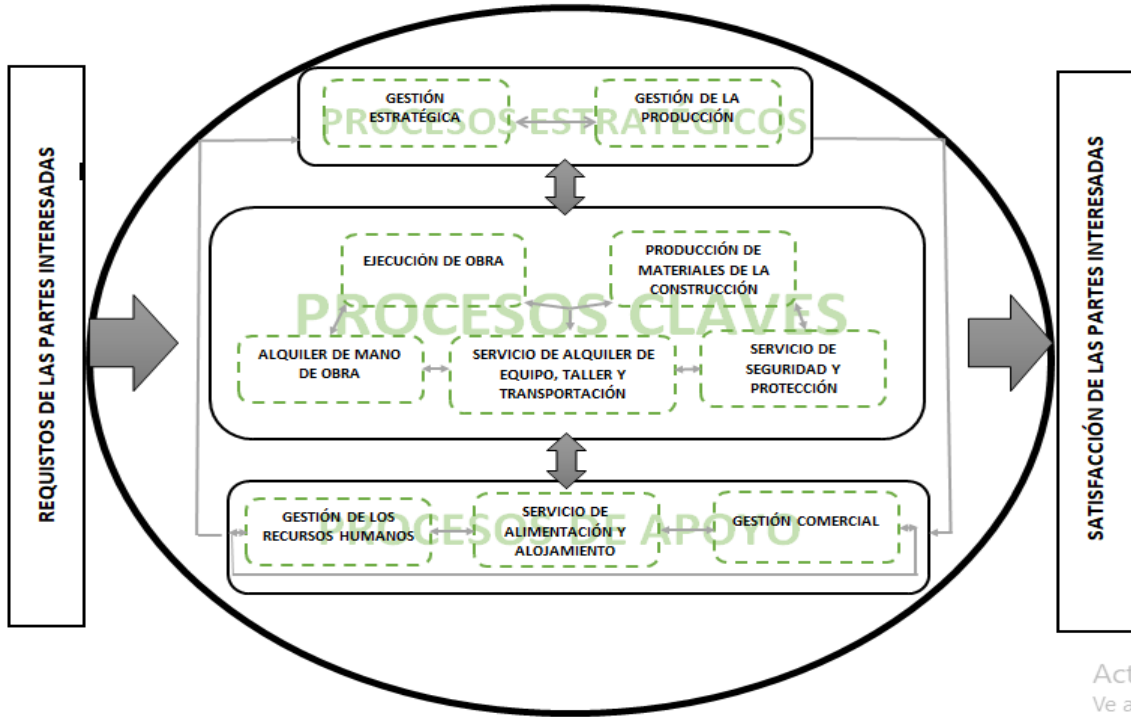 REQUISTOS DE LAS PARTES INTERESADAS
PROCESOS ESTRATÉGICOS
GESTIÓN
ESTRATÉGICA
GESTIÓN DE LA
PRODUCCIÓN
PROCESOS CLAVES
EJECUCIÓN DE OBRA
PRODUCCIÓN DE
MATERIALES DE LA
CONSTRUCCIÓN
ALQUILER DE MANO
DE OBRA
SERVICIO DE ALQUILER DE
EQUIPO, TALLER Y
TRANSPORTACIÓN
SERVICIO DE
SEGURIDAD Y
PROTECCIÓN
PROCESOS DE APOYO
GESTIÓN DE LOS
RECURSOS HUMANOS
SERVICIO DE
ALIMENTACIÓN Y
ALOJAMIENTO
GESTIÓN COMERCIAL
SATISFACCIÓN DE LAS PARTES INTERESADAS
Act
Ve a